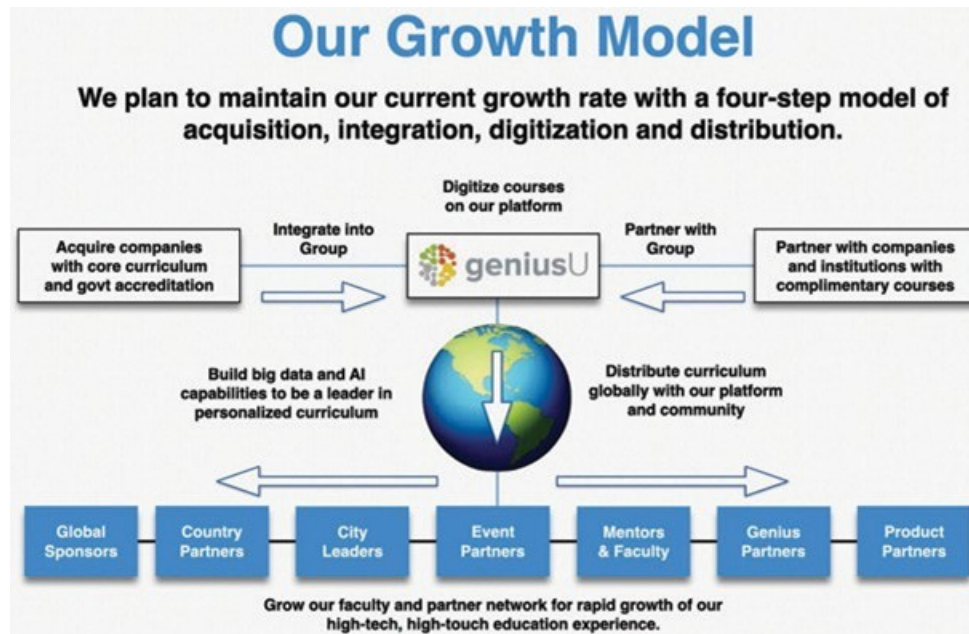 Our Growth Model
We plan to maintain our current growth rate with a four-step model of
acquisition, integration, digitization and distribution.
Digitize courses
on our platform
Integrate into
Group
Partner with
Group
Acquire companies
with core curriculum
and govt accreditation
geniusU
Partner with companies
and institutions with
complimentary courses
Build big data and AI
capabilities to be a leader in
personalized curriculum
Distribute curriculum
globally with our platform
and community
Global
Sponsors
Country
Partners
City
Leaders
Event
Partners
Mentors
& Faculty
Genius
Partners
Product
Partners
Grow our faculty and partner network for rapid growth of our
high-tech, high-touch education experience.